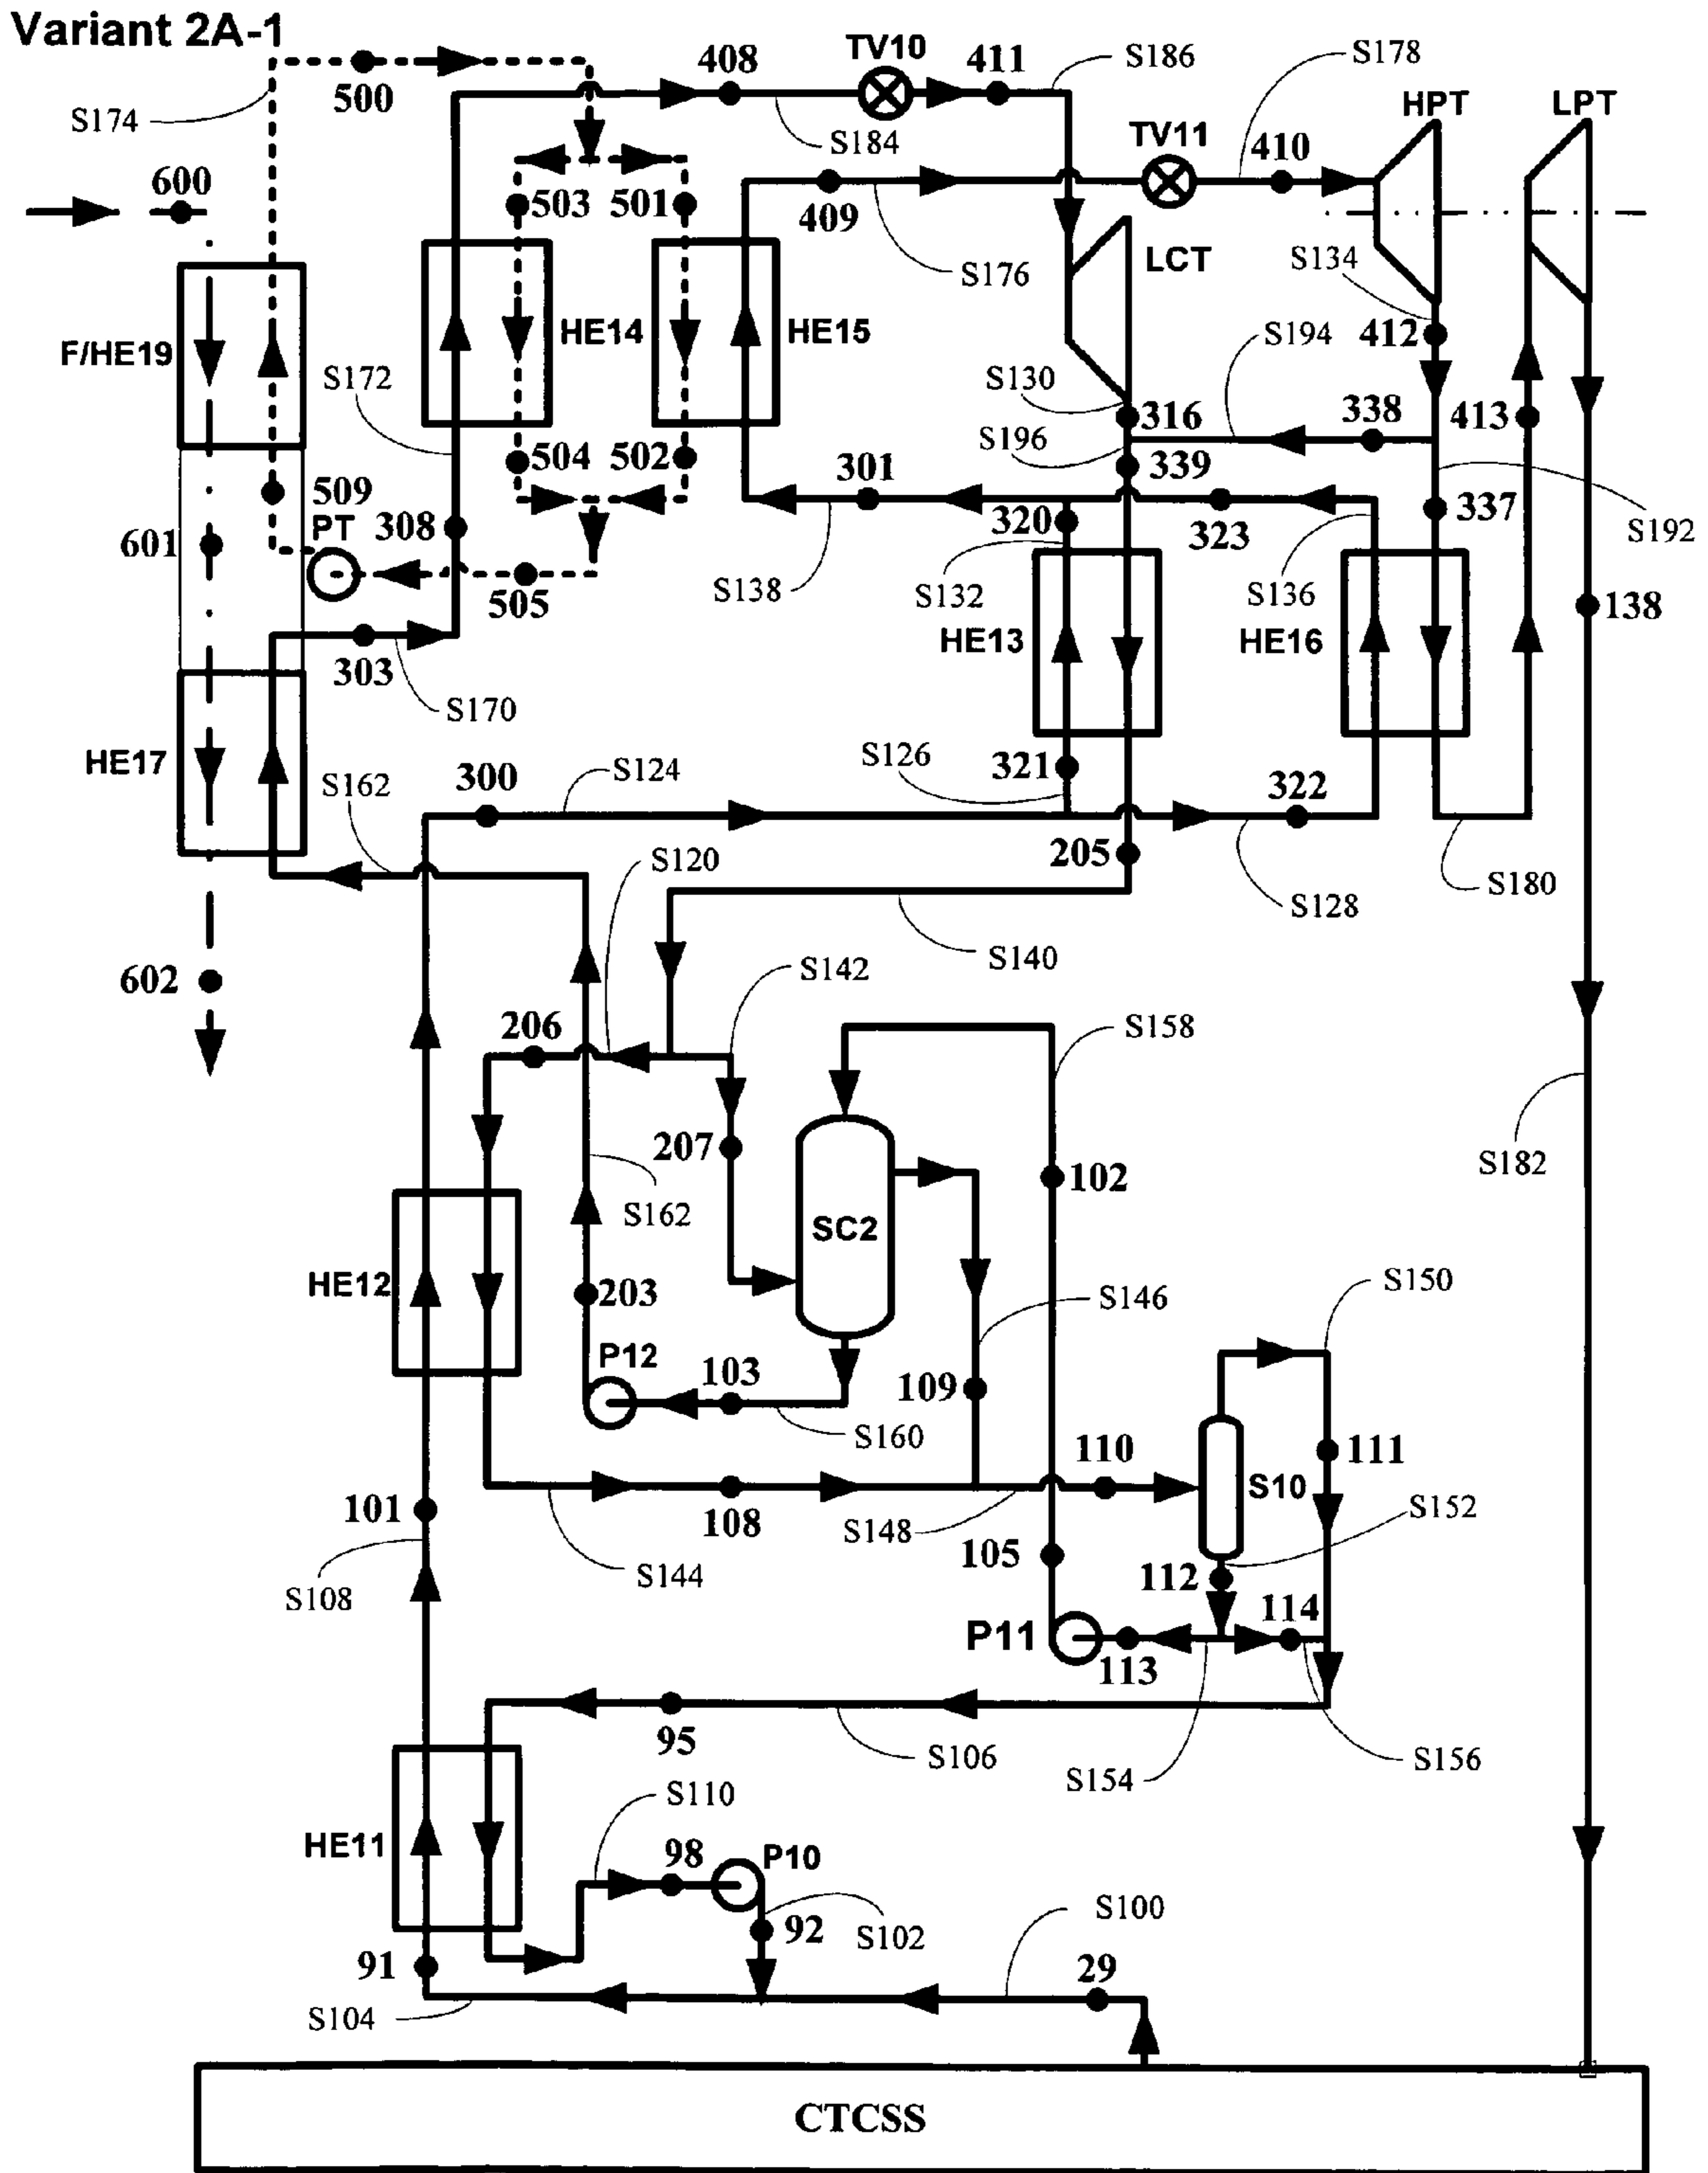 Variant 2A-1
TV10
408
411
S186
S178
500
S174
S184
HPT
LPT
TV11
410
600
503
501
409
S176
LCT
S134
F/HE19
HE14
HE15
S194
412
S172
S130
316
338
413
S196
504
502
301
339
509
PT
308
320
323
337
S192
601
505
S138
S132
S136
138
HE13
HE16
303
S170
HE17
S162
300
S124
S126
321
322
S120
205
S128
S180
S142
S140
602
206
S158
207
102
S182
S162
SC2
HE12
203
S146
S150
P12
103
109
S160
110
111
101
108
S148
S10
S152
105
S108
S144
112
114
P11
113
95
S106
S154
S156
HE11
S110
98
P10
S102
92
S100
91
29
S104
CTCSS